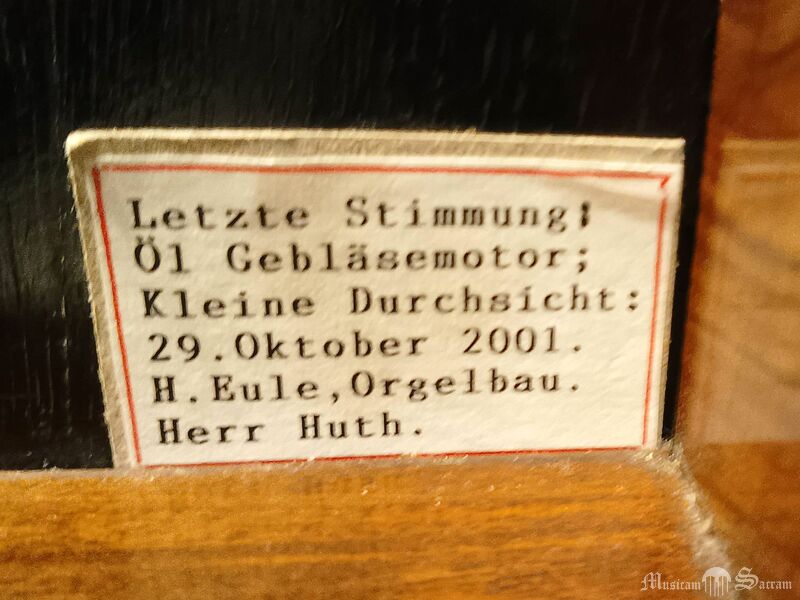 Letzte Stimmung;
Öl Gebläsemotor;
Kleine Durchsicht:
29.Oktober 2001.
H.Eule,Orgelbau.
Herr Huth.
Musicam Sacram